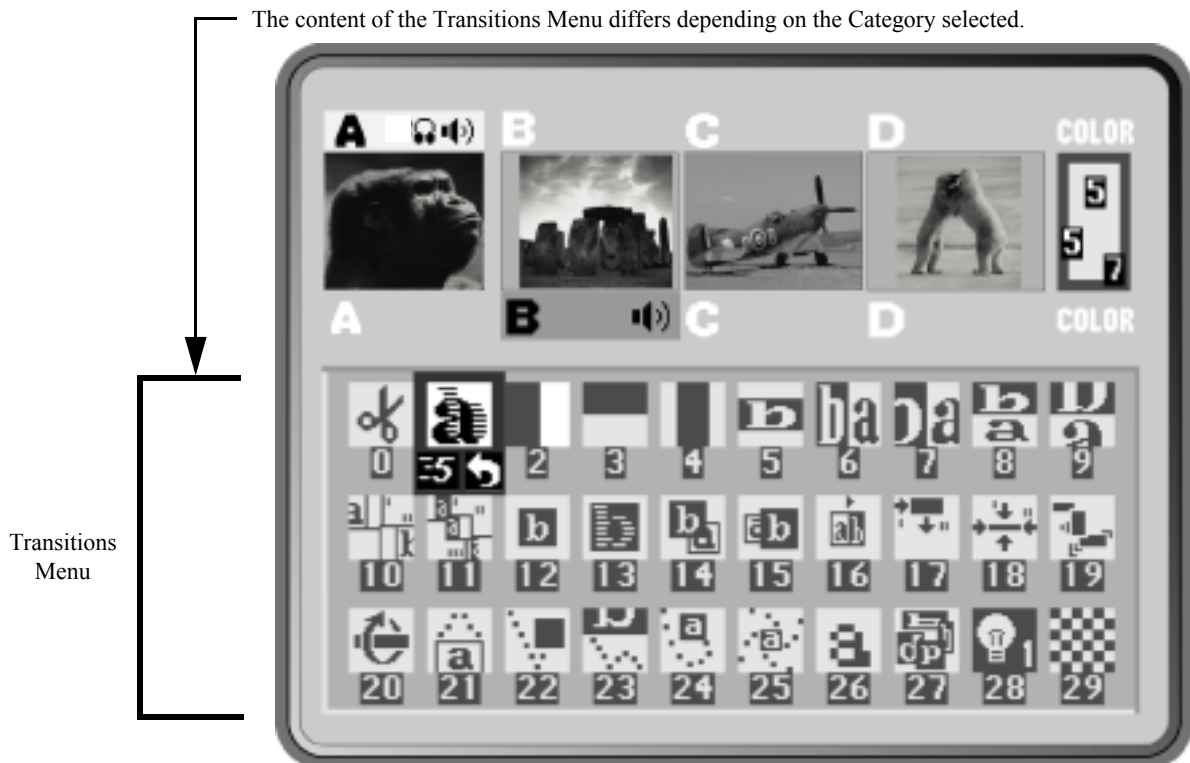 The content of the Transitions Menu differs depending on the Category selected.
A B C D COLOR
5
5
7
A B C D COLOR
a b b a b a b a b a
0 5 2 3 4 5 6 7 8 9
a a b b b a a b a b
10 11 12 13 14 15 16 17 18 19
Transitions
Menu
a a a a d p 1
20 21 22 23 24 25 26 27 28 29